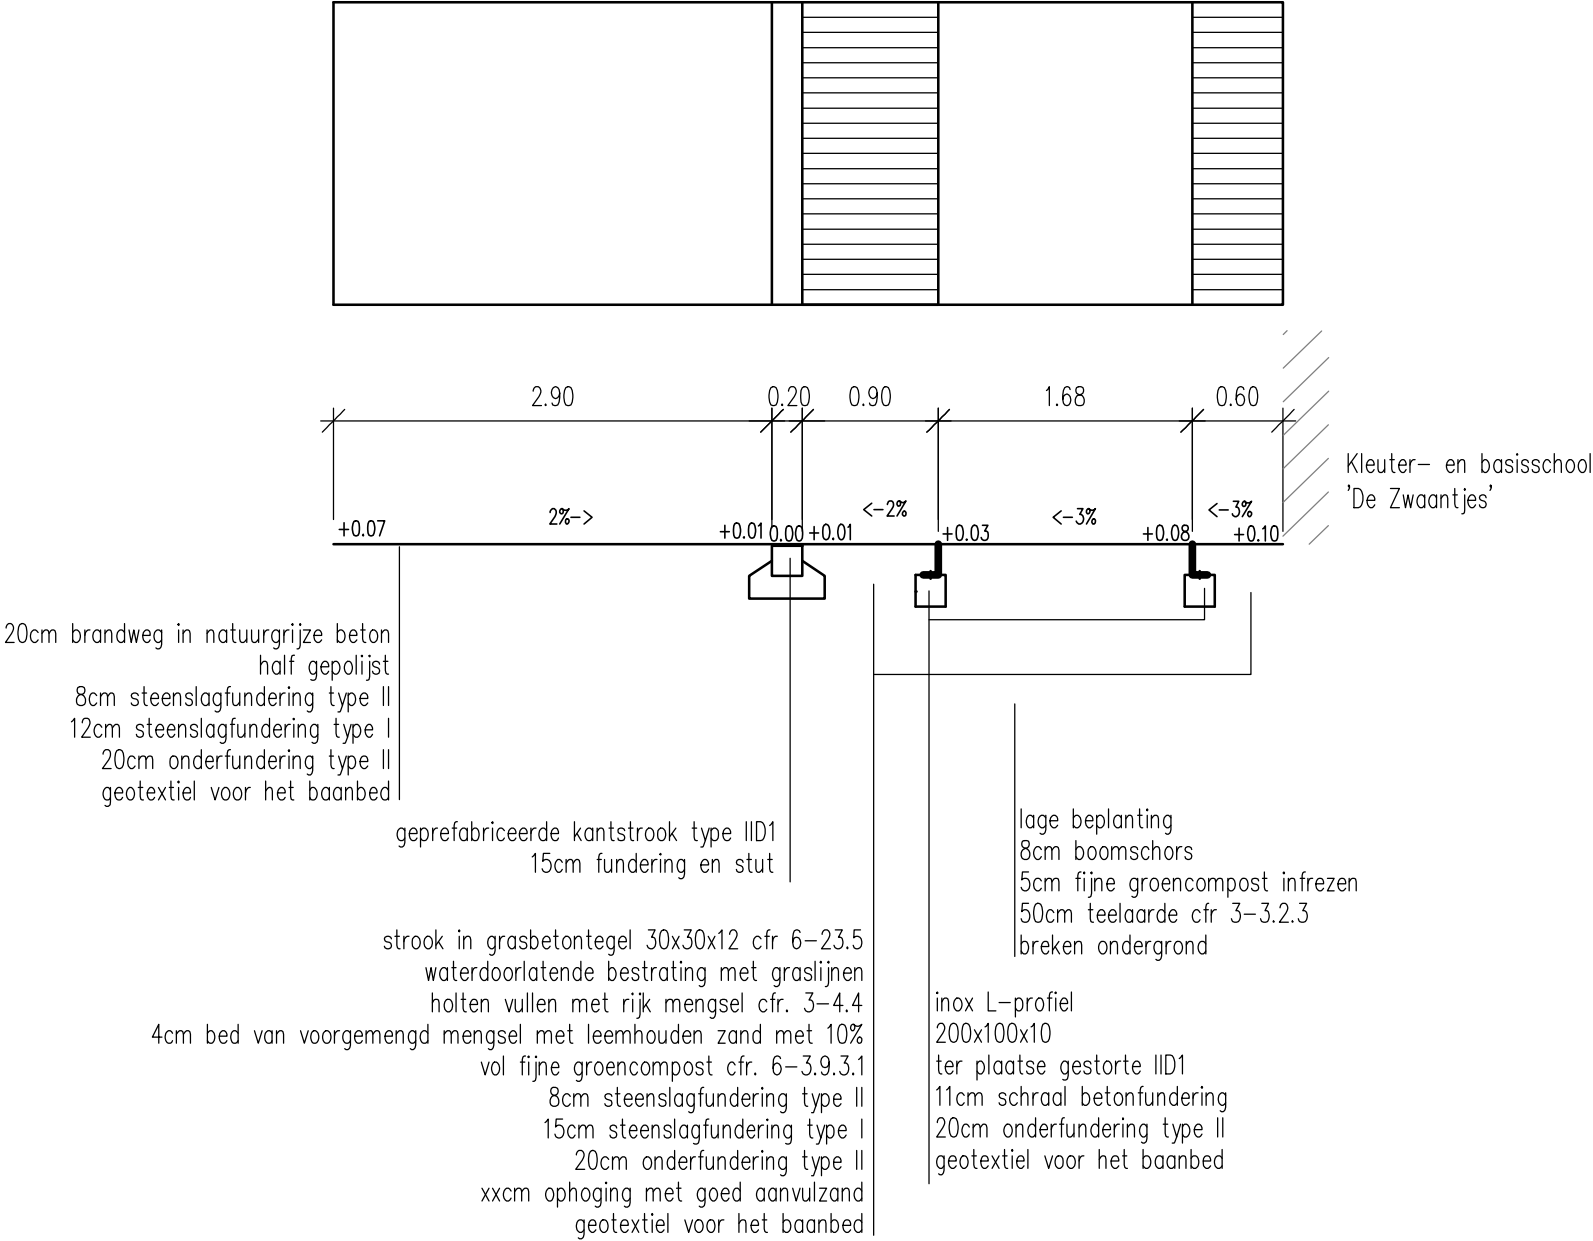 2.90
0.20
0.90
1.68
0.60
Kleuter- en basisschool
'De Zwaantjes'
+0.07
2%->
+0.01
0.00
+0.01
<-2%
+0.03
<-3%
+0.08
<-3%
+0.10
20cm brandweg in natuurgrijze beton
half gepolijst
8cm steenslagfundering type II
12cm steenslagfundering type I
20cm onderfundering type II
geotextiel voor het baanbed
geprefabriceerde kantstrook type IID1
15cm fundering en stut
lage beplanting
8cm boomschors
5cm fijne groencompost infrezen
50cm teelaarde cfr 3-3.2.3
breken ondergrond
strook in grasbetontegel 30x30x12 cfr 6-23.5
waterdoorlatende bestrating met graslijnen
holten vullen met rijk mengsel cfr. 3-4.4
4cm bed van voorgemengd mengsel met leemhouden zand met 10%
vol fijne groencompost cfr. 6-3.9.3.1
8cm steenslagfundering type II
15cm steenslagfundering type I
20cm onderfundering type II
xxcm ophoging met goed aanvulzand
geotextiel voor het baanbed
inox L-profiel
200x100x10
ter plaatse gestorte IID1
11cm schraal betonfundering
20cm onderfundering type II
geotextiel voor het baanbed